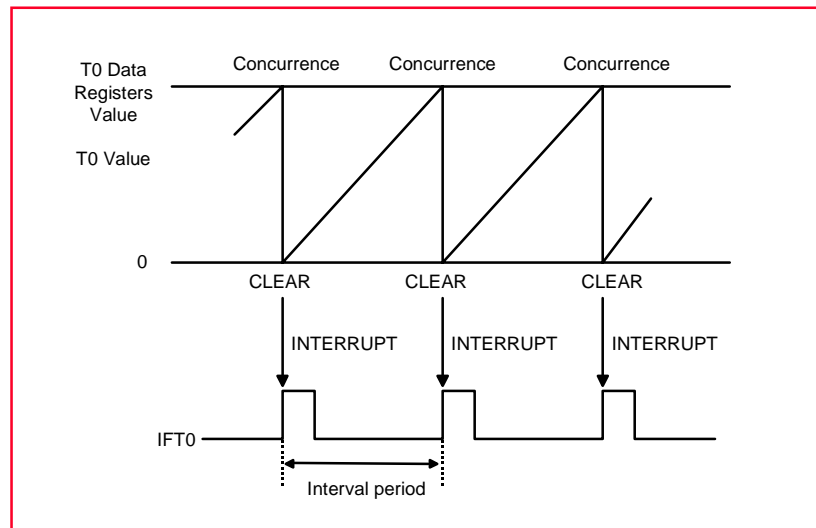 T0 Data
Registers
Value
Concurrence Concurrence Concurrence
T0 Value
0
CLEAR CLEAR CLEAR
INTERRUPT INTERRUPT INTERRUPT
IFT0
Interval period